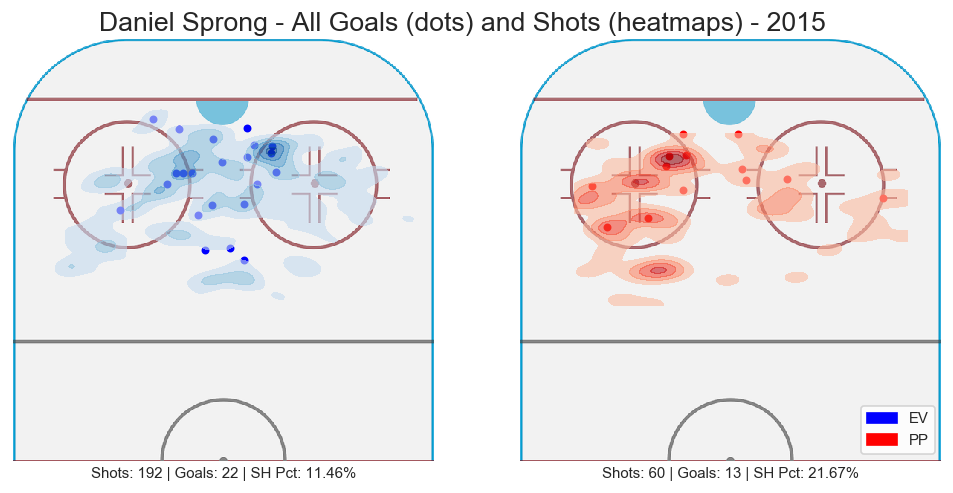 Daniel Sprong - All Goals (dots) and Shots (heatmaps) - 2015
EV
PP
Shots: 192 | Goals: 22 | SH Pct: 11.46%
Shots: 60 | Goals: 13 | SH Pct: 21.67%